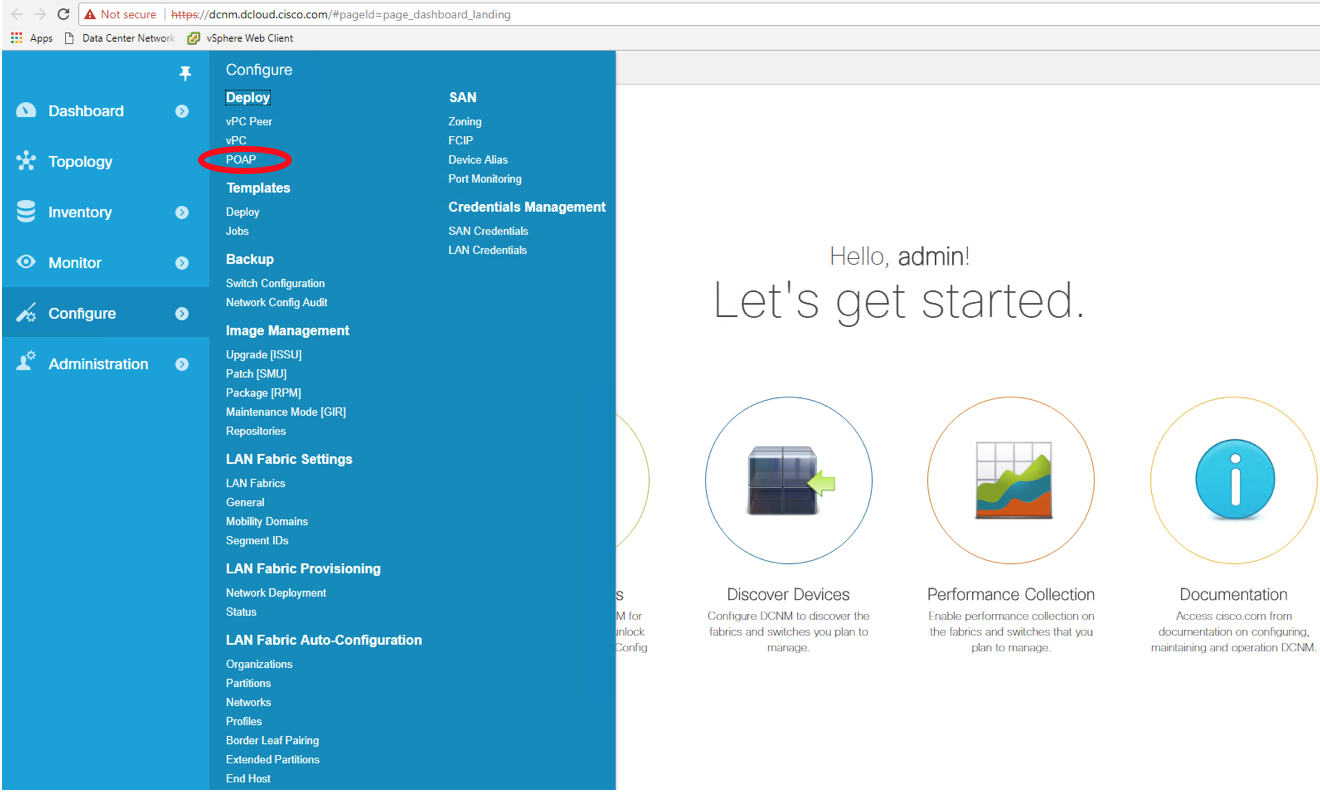 Not secure | https://dcnm.dcloud.cisco.com/#pageId=page_dashboard_landing
Apps Data Center Network vSphere Web Client
Dashboard
Topology
Inventory
Monitor
Configure
Administration
Configure
Deploy
vPC Peer
vPC
POAP
Templates
Deploy
Jobs
Backup
Switch Configuration
Network Config Audit
Image Management
Upgrade [ISSU]
Patch [SMU]
Package [RPM]
Maintenance Mode [GIR]
Repositories
LAN Fabric Settings
LAN Fabrics
General
Mobility Domains
Segment IDs
LAN Fabric Provisioning
Network Deployment
Status
LAN Fabric Auto-Configuration
Organizations
Partitions
Networks
Profiles
Border Leaf Pairing
Extended Partitions
End Host
SAN
Zoning
FCIP
Device Alias
Port Monitoring
Credentials Management
SAN Credentials
LAN Credentials
Hello, admin!
Let's get started.
s
M for
unlock
Config
Discover Devices
Configure DCNM to discover the
fabrics and switches you plan to
manage.
Performance Collection
Enable performance collection on
the fabrics and switches that you
plan to manage.
Documentation
Access cisco.com from
documentation on configuring,
maintaining and operation DCNM.